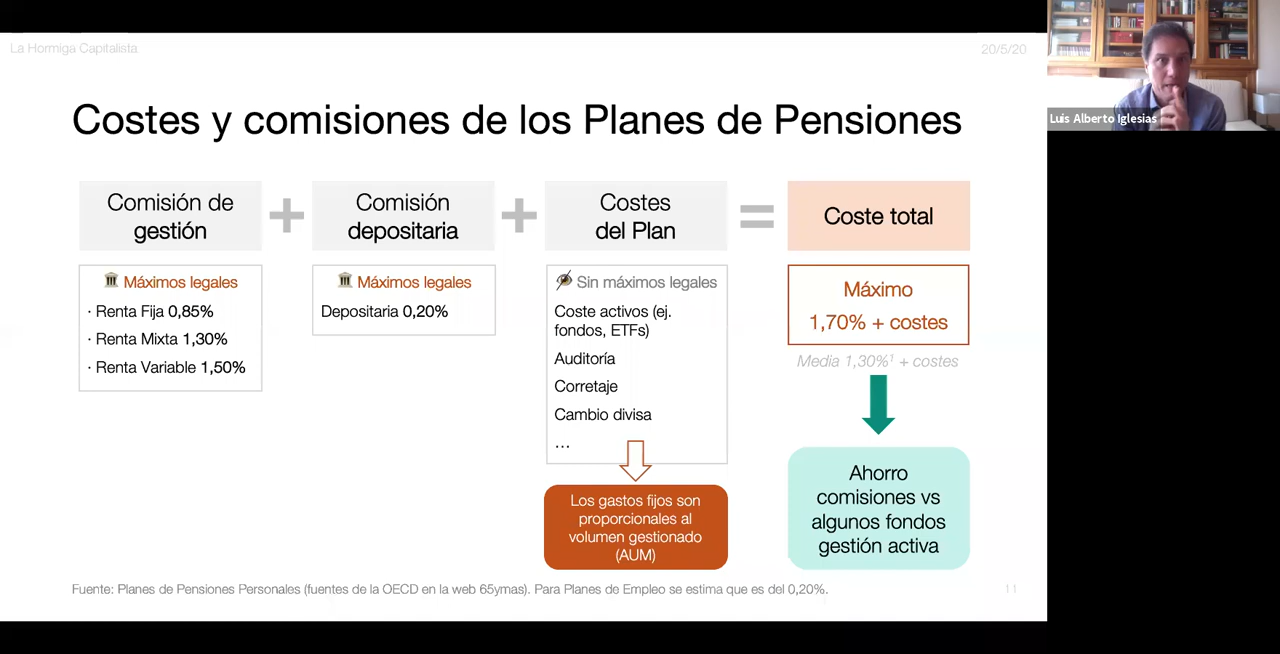 La Hormiga Capitalista
20/5/20
Costes y comisiones de los Planes de Pensiones
Comisión de
gestión
Comisión
depositaria
Costes
del Plan
Coste total
Máximos legales
· Renta Fija 0,85%
· Renta Mixta 1,30%
· Renta Variable 1,50%
Máximos legales
Depositaria 0,20%
Sin máximos legales
Coste activos (ej.
fondos, ETFs)
Auditoría
Corretaje
Cambio divisa
...
Los gastos fijos son
proporcionales al
volumen gestionado
(AUM)
Máximo
1,70% + costes
Media 1,30%¹ + costes
Ahorro
comisiones vs
algunos fondos
gestión activa
Fuente: Planes de Pensiones Personales (fuentes de la OECD en la web 65ymas). Para Planes de Empleo se estima que es del 0,20%.
11
Luis Alberto Iglesias